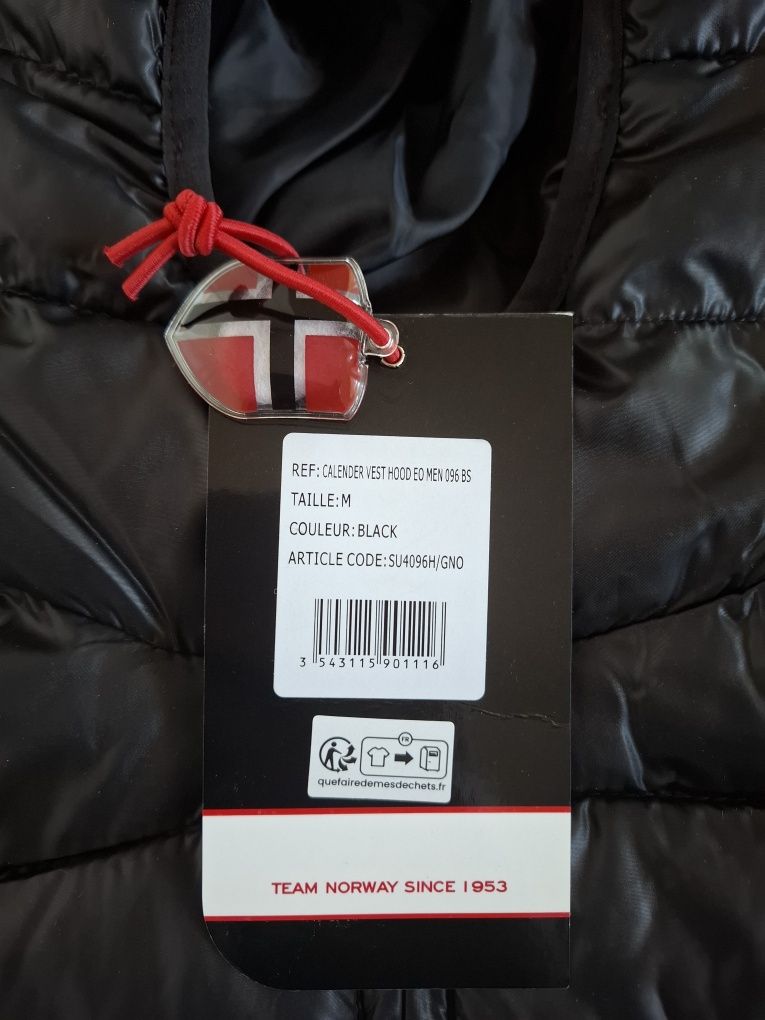 REF: CALENDER VEST HOOD EO MEN 096 BS
TAILLE: M
COULEUR: BLACK
ARTICLE CODE: SU4096H/GNO
3 543115 901116
FR
quefairedemesdechets.fr
TEAM NORWAY SINCE 1953